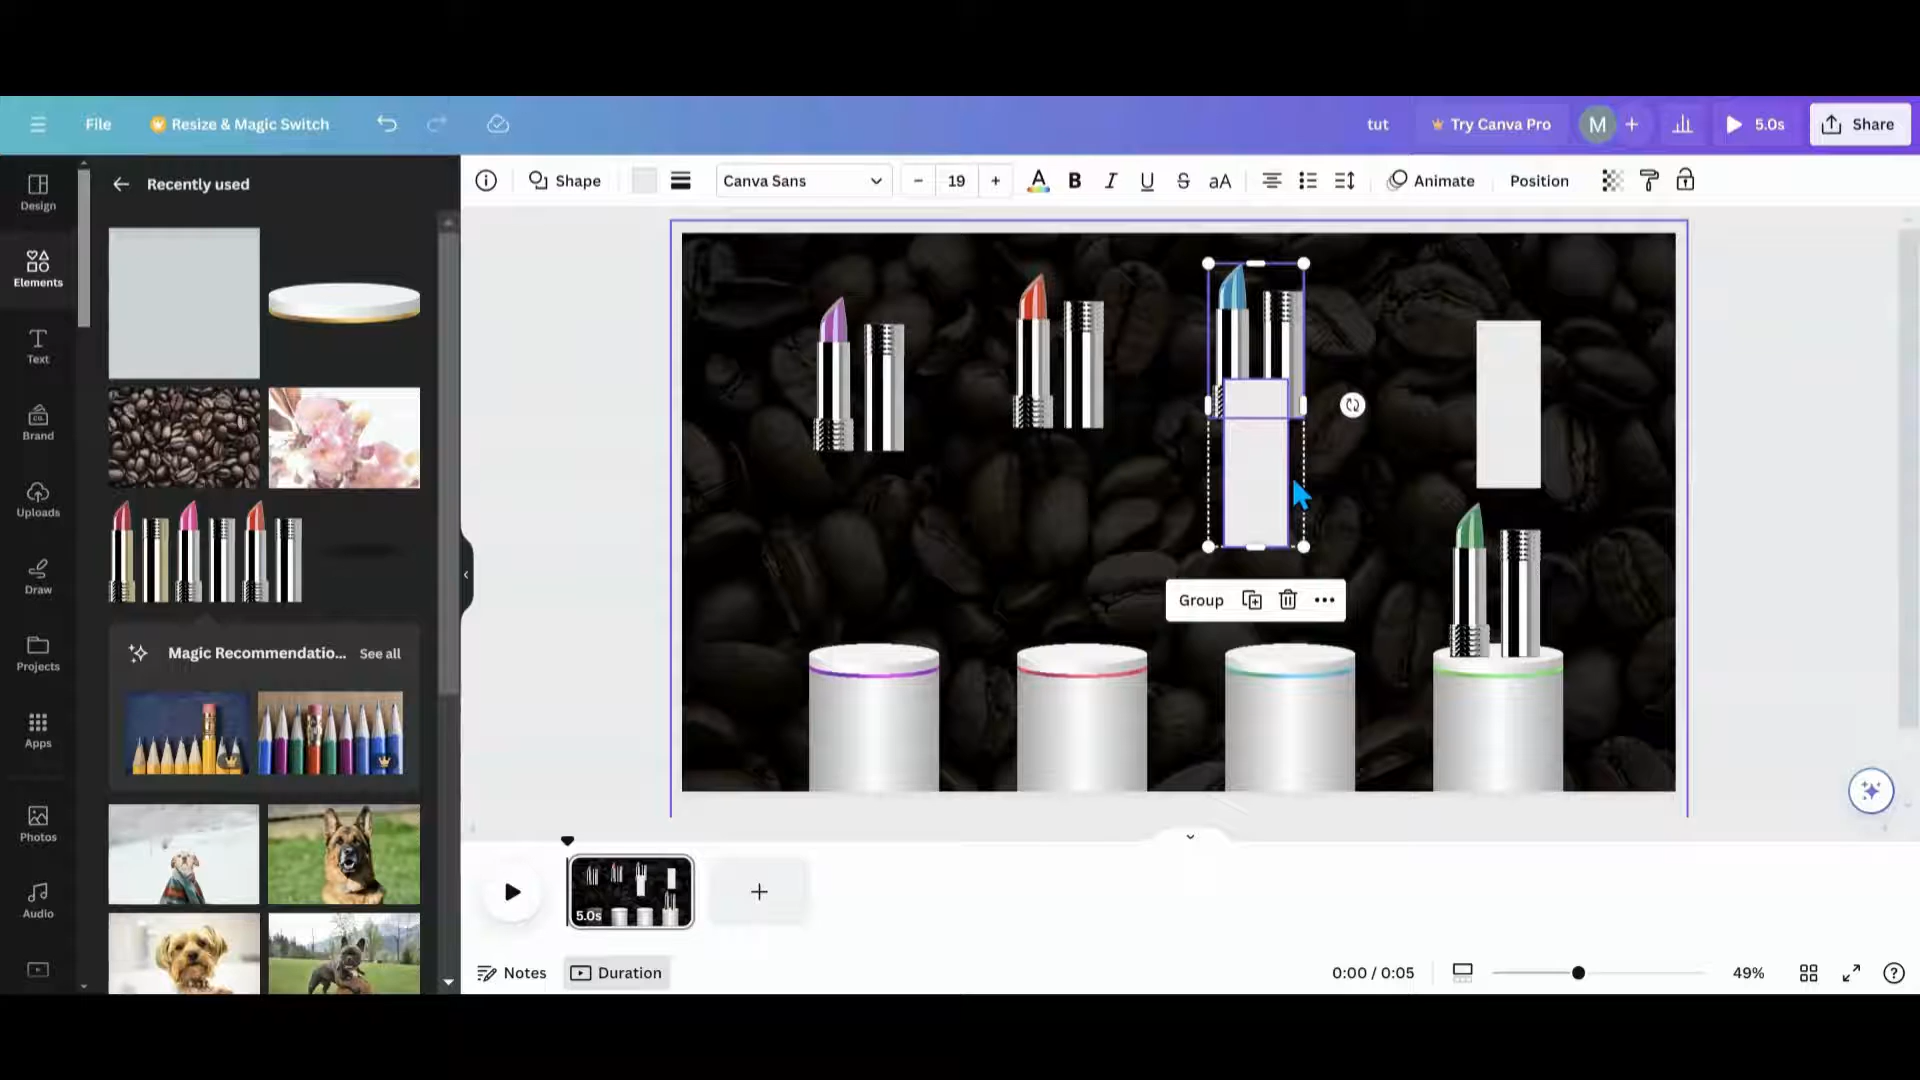 File
Resize & Magic Switch
tut
Try Canva Pro
M
5.0s
Share
Design
Elements
Text
Brand
Uploads
Draw
Projects
Apps
Photos
Audio
Recently used
Magic Recommendatio...
See all
Shape
Canva Sans
19
B
I
U
S
aA
Animate
Position
Group
5.0s
Notes
Duration
0:00 / 0:05
49%